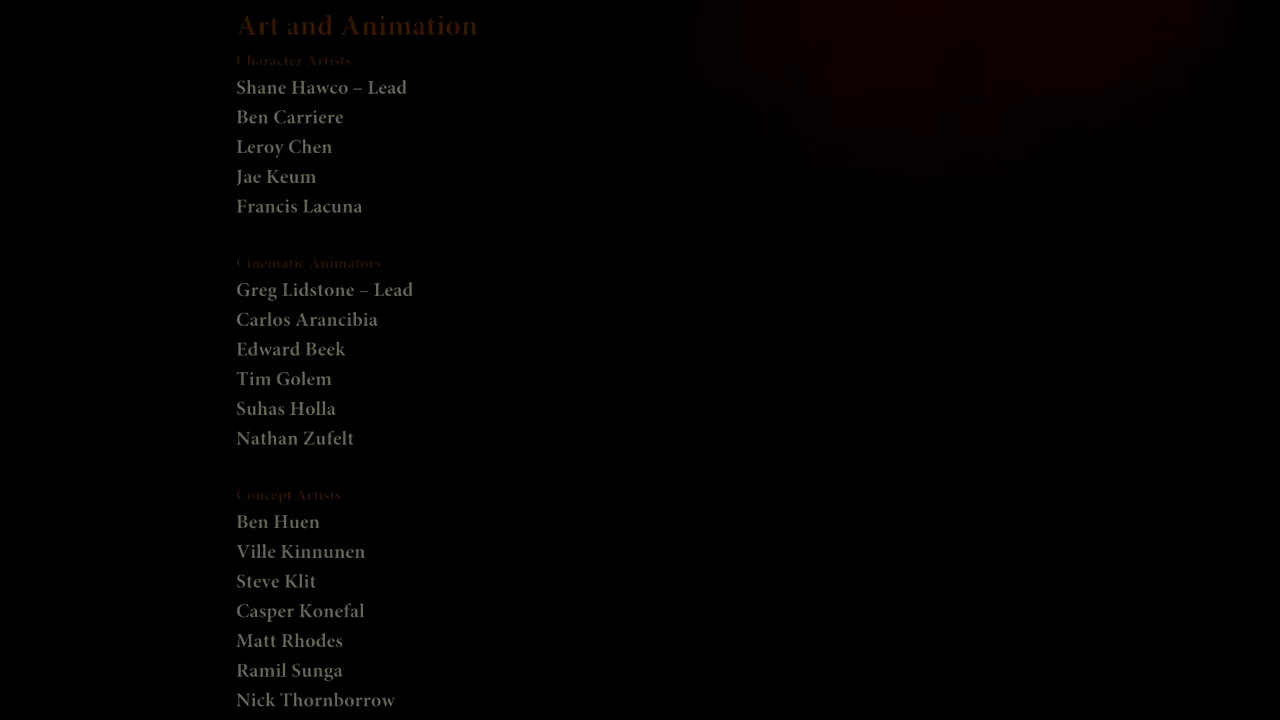 Art and Animation
Character Artists
Shane Hawco – Lead
Ben Carriere
Leroy Chen
Jae Keum
Francis Lacuna
Cinematic Animators
Greg Lidstone – Lead
Carlos Arancibia
Edward Beek
Tim Golem
Suhas Holla
Nathan Zufelt
Concept Artists
Ben Huen
Ville Kinnunen
Steve Klit
Casper Konefal
Matt Rhodes
Ramil Sunga
Nick Thornborrow